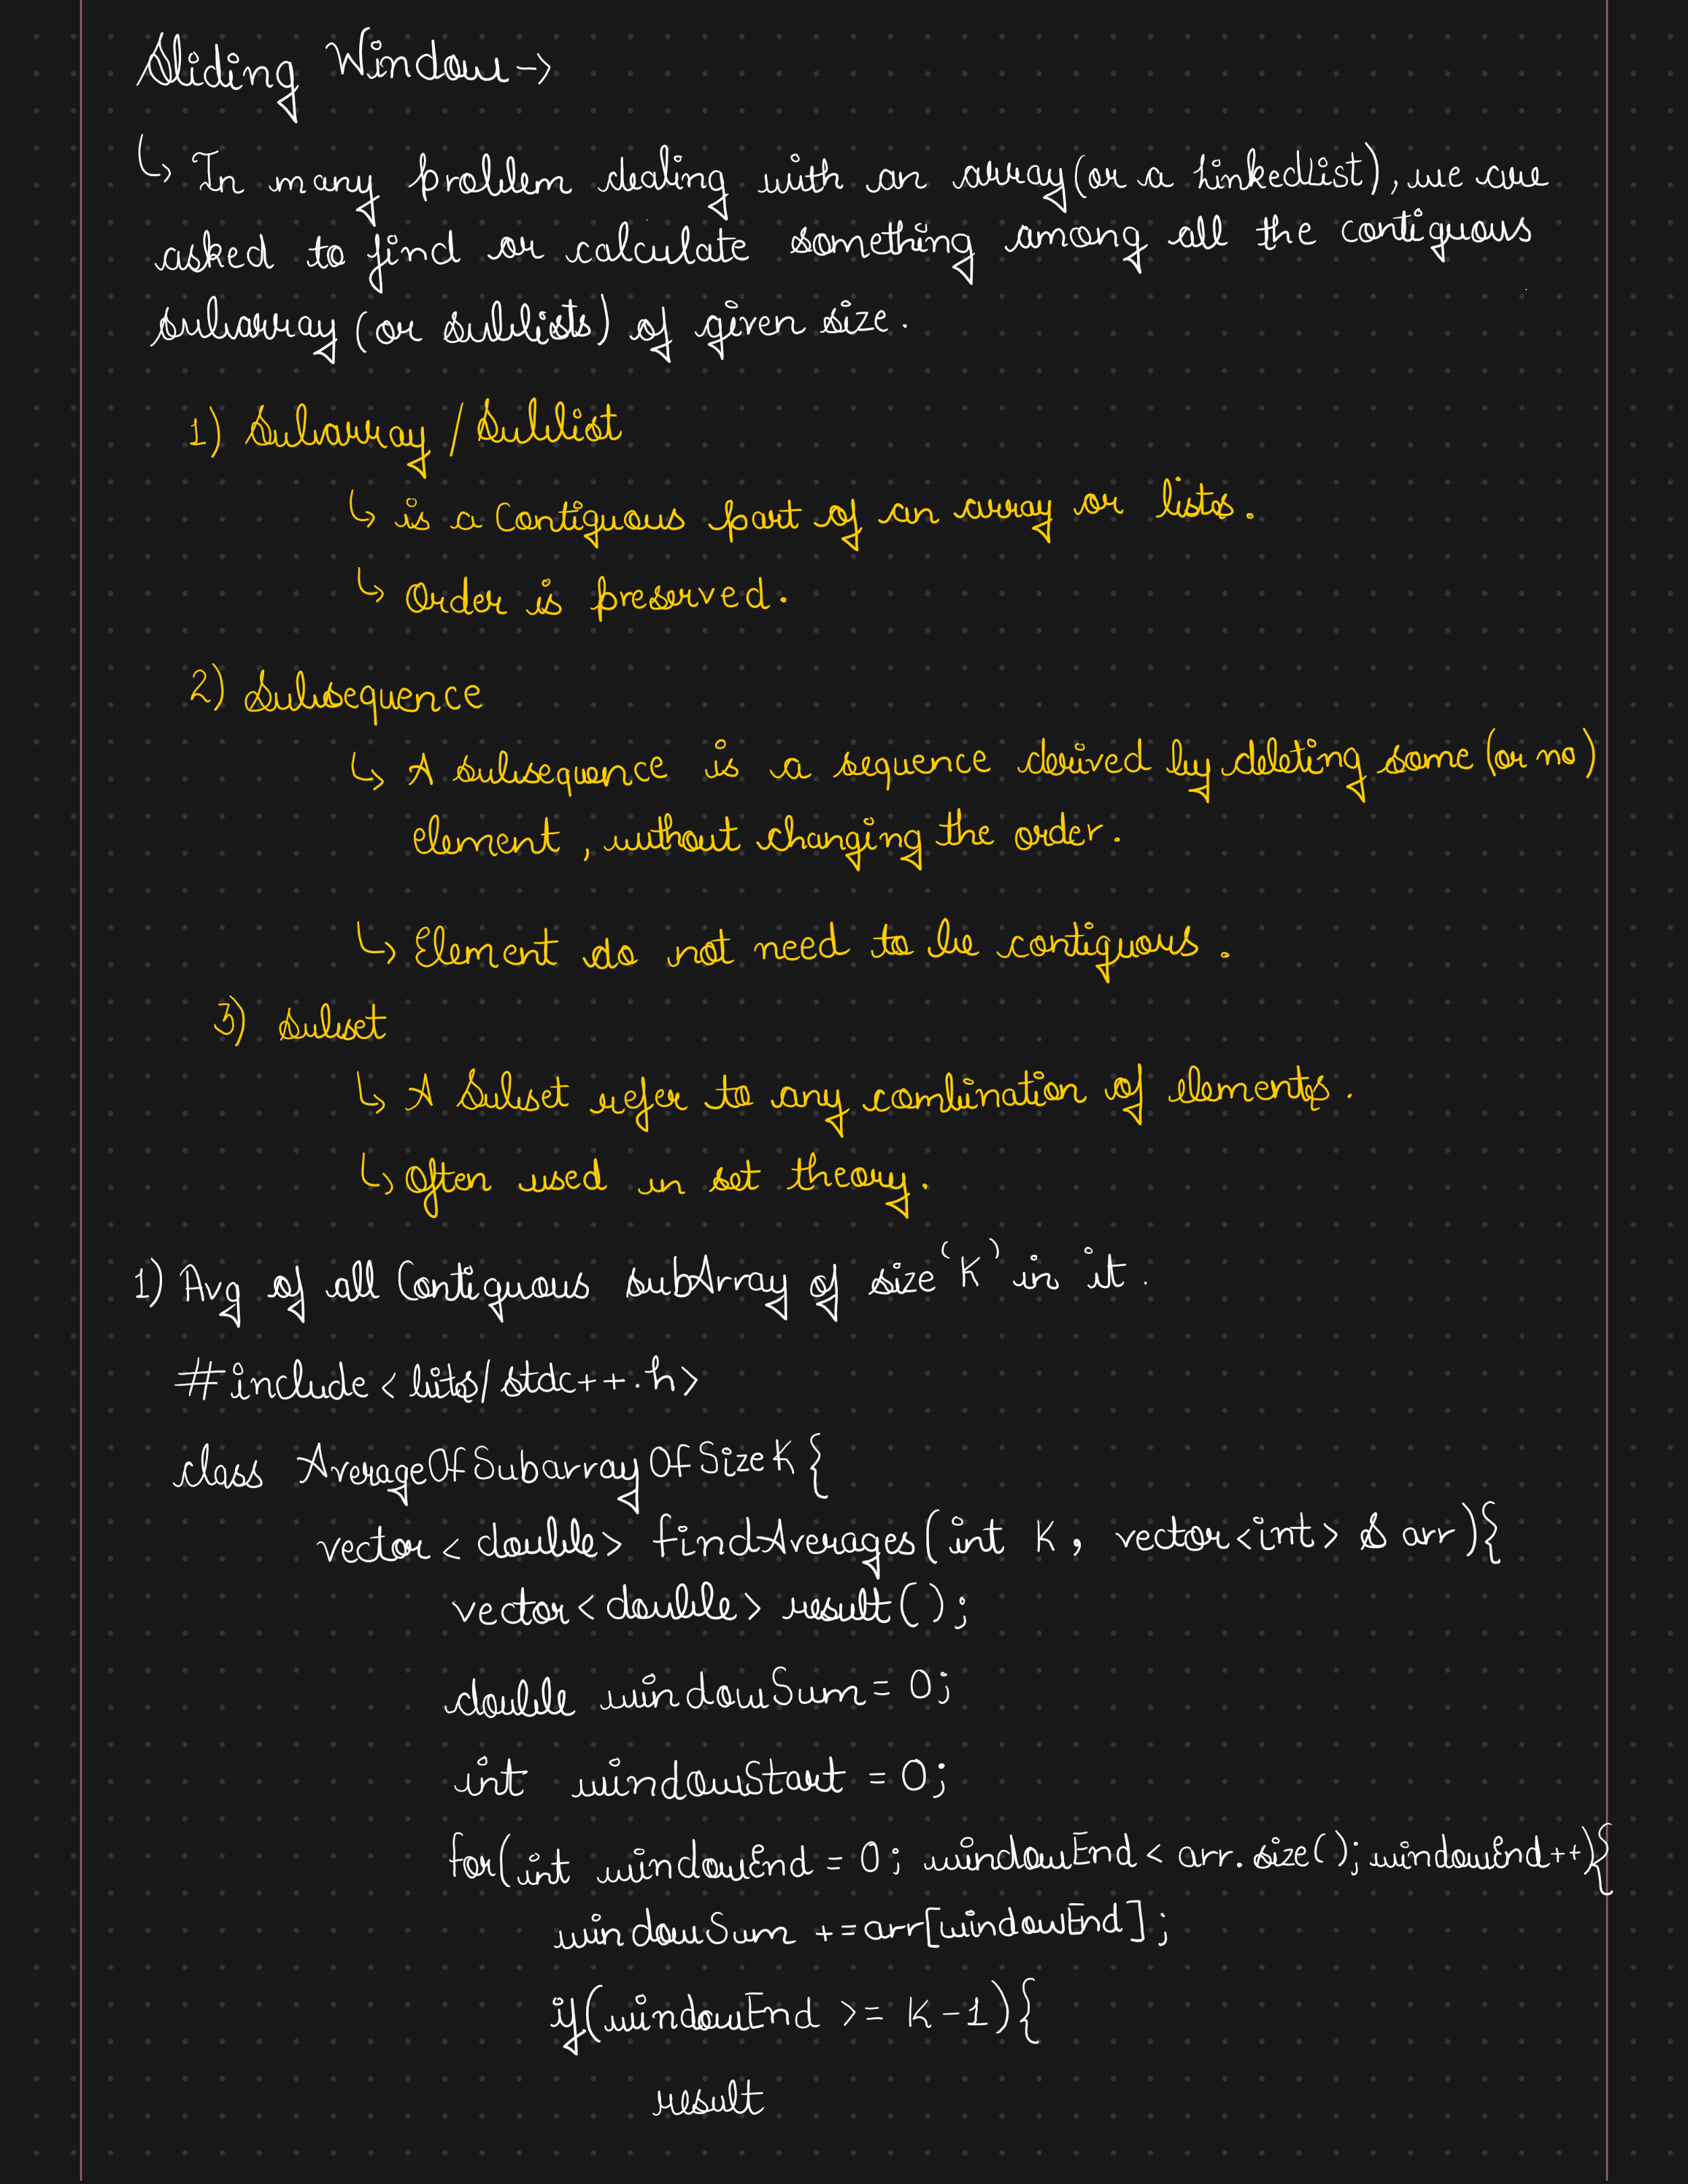 Sliding Window →
↳ In many problem dealing with an array (or a LinkedList), we are
asked to find or calculate something among all the contiguous
subarray (or sublists) of given size.
1) Subarray / Sublist
↳ is a Contiguous part of an array or lists.
↳ Order is preserved.
2) Subsequence
↳ A subsequence is a sequence derived by deleting some (or no)
element, without changing the order.
↳ Element do not need to be contiguous.
3) Subset
↳ A Subset refer to any combination of elements.
↳ Often used in set theory.
1) Avg of all Contiguous subArray of size 'K' in it.
#include <bits/stdc++.h>
class AverageOfSubarrayOfSizeK {
vector<double> findAverages(int K, vector<int> & arr){
vector<double> result();
double windowSum = 0;
int windowStart = 0;
for(int windowEnd = 0; windowEnd < arr.size(); windowEnd++){
windowSum += arr[windowEnd];
if(windowEnd >= K-1){
result